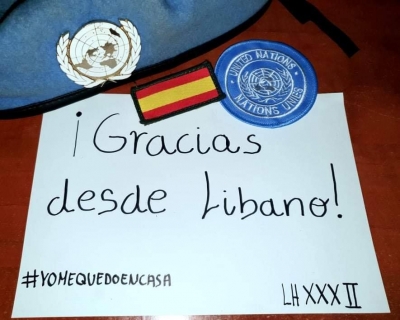 UNITED NATIONS
NATIONS UNIES
¡Gracias
desde Libano!
#YOMEQUEDOENCASA
LH XXXII